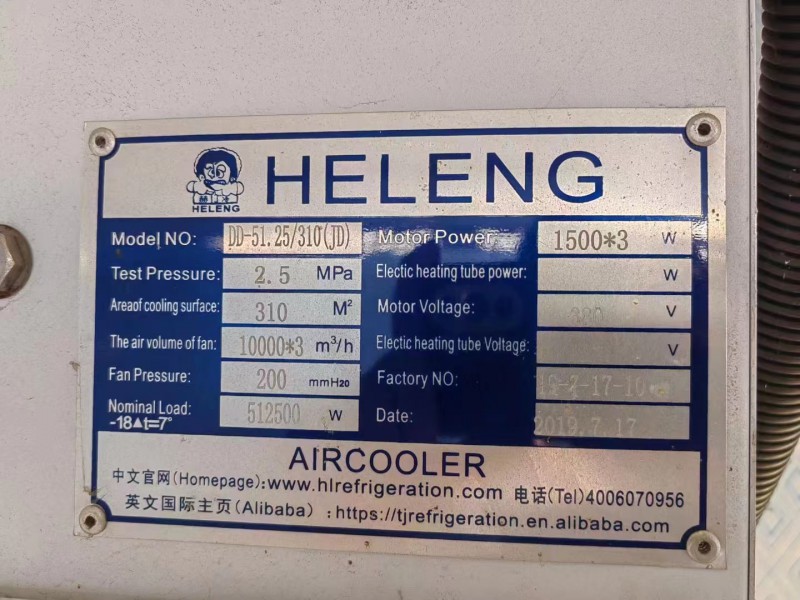 赫冷
HELENG
HELENG
Model NO: DD-51.25/310(JD) Motor Power 1500*3 W
Test Pressure: 2.5 MPa Electic heating tube power: W
Areaof cooling surface: 310 M² Motor Voltage: 380 V
The air volume of fan: 10000*3 m³/h Electic heating tube Voltage: V
Fan Pressure: 200 mmH20 Factory NO:
Nominal Load: 512500 W Date: 2019.7.17
-18▲t=7°
AIRCOOLER
中文官网(Homepage):www.hlrefrigeration.com 电话(Tel)4006070956
英文国际主页(Alibaba) :https://tjrefrigeration.en.alibaba.com